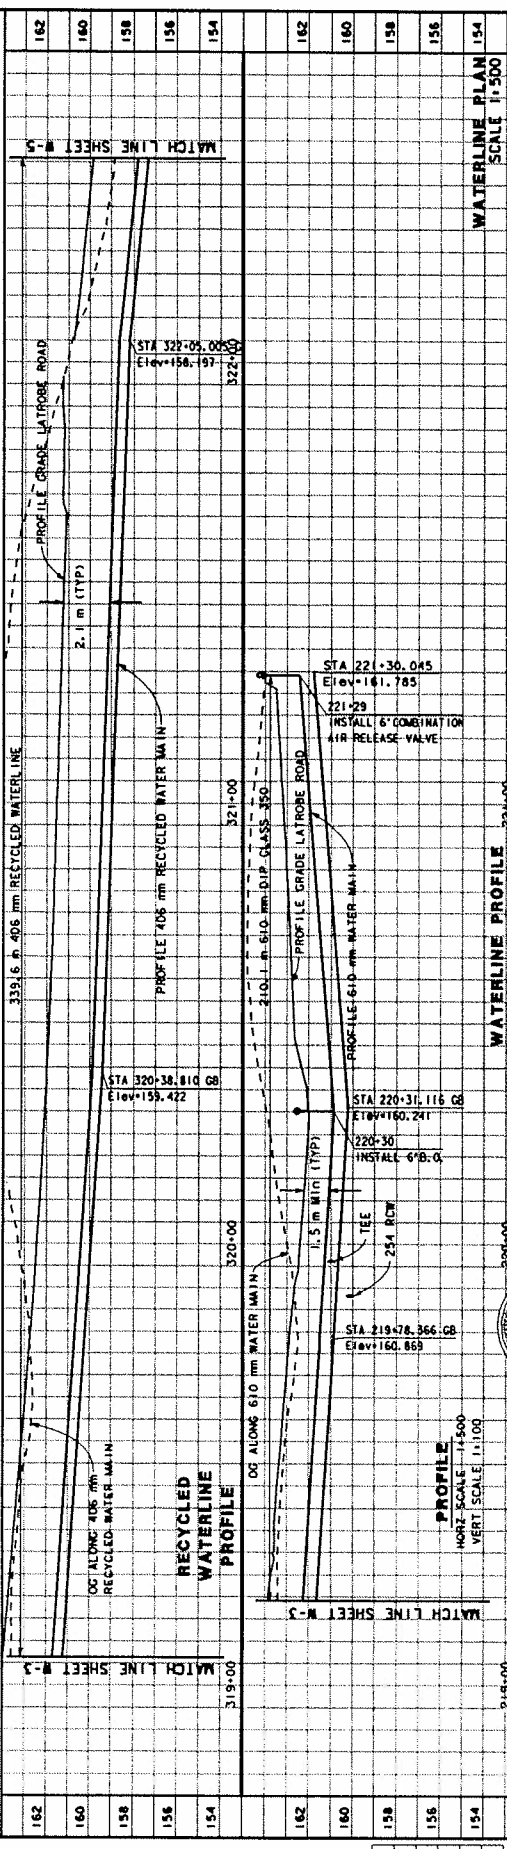 162
160
158
156
154
162
160
158
156
154
MATCH LINE SHEET W-5
WATERLINE PLAN
SCALE 1:500
PROFILE GRADE LATROBE ROAD
STA 322+05.005
Elev=158.197
322+00
2.1 m (TYP)
339.6 m 406 mm RECYCLED WATERLINE
PROFILE 406 mm RECYCLED WATER MAIN
321+00
STA 221+30.045
Elev=161.785
221+29
INSTALL 6" COMBINATION
AIR RELEASE VALVE
210.1 m 610 mm DIP CLASS 350
PROFILE GRADE LATROBE ROAD
PROFILE 610 mm WATER MAIN
WATERLINE PROFILE
STA 320+38.810 GB
Elev=159.422
STA 220+31.116 GB
Elev=160.241
220+30
INSTALL 6" B.O.
1.5 m Min (TYP)
TEE
254 RCW
320+00
OG ALONG 610 mm WATER MAIN
STA 219+78.366 GB
Elev=160.869
OG ALONG 406 mm
RECYCLED WATER MAIN
RECYCLED
WATERLINE
PROFILE
PROFILE
HORZ SCALE 1:500
VERT SCALE 1:100
MATCH LINE SHEET W-3
MATCH LINE SHEET W-3
319+00
162
160
158
156
154
162
160
158
156
154